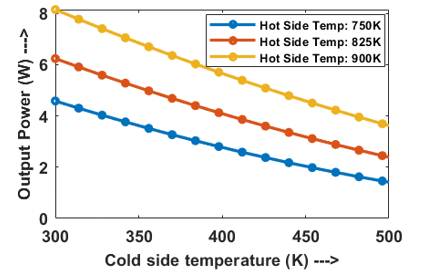 Output Power (W) --->
8
6
4
2
0
Hot Side Temp: 750K
Hot Side Temp: 825K
Hot Side Temp: 900K
300 350 400 450 500
Cold side temperature (K) --->